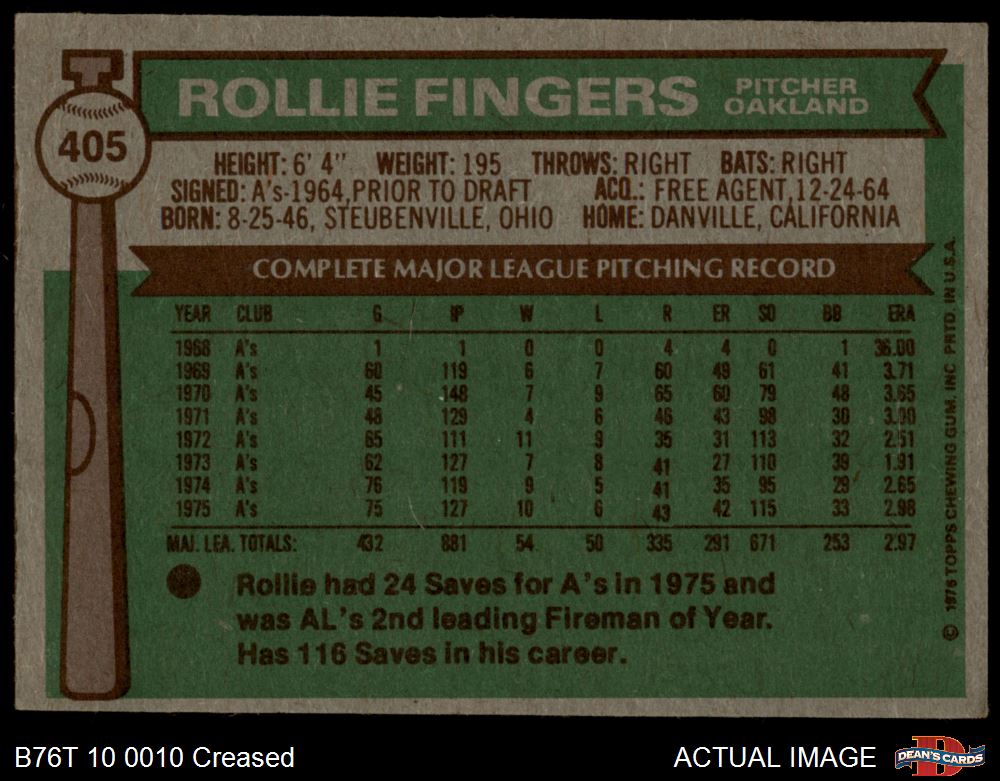 ROLLIE FINGERS PITCHER OAKLAND
405
HEIGHT: 6' 4" WEIGHT: 195 THROWS: RIGHT BATS: RIGHT
SIGNED: A's-1964, PRIOR TO DRAFT ACQ.: FREE AGENT, 12-24-64
BORN: 8-25-46, STEUBENVILLE, OHIO HOME: DANVILLE, CALIFORNIA
COMPLETE MAJOR LEAGUE PITCHING RECORD
YEAR CLUB G IP W L R ER SO BB ERA
1968 A's 1 1 0 0 4 4 0 1 36.00
1969 A's 60 119 6 7 60 49 61 41 3.71
1970 A's 45 148 7 9 65 60 79 48 3.65
1971 A's 48 129 4 6 46 43 98 30 3.00
1972 A's 65 111 11 9 35 31 113 32 2.51
1973 A's 62 127 7 8 41 27 110 39 1.91
1974 A's 76 119 9 5 41 35 95 29 2.65
1975 A's 75 127 10 6 43 42 115 33 2.98
MAJ. LEA. TOTALS: 432 881 54 50 335 291 671 253 2.97
Rollie had 24 Saves for A's in 1975 and
was AL's 2nd leading Fireman of Year.
Has 116 Saves in his career.
© 1976 TOPPS CHEWING GUM, INC PRTD. IN U.S.A.
B76T 10 0010 Creased
ACTUAL IMAGE
D
DEAN'S CARDS